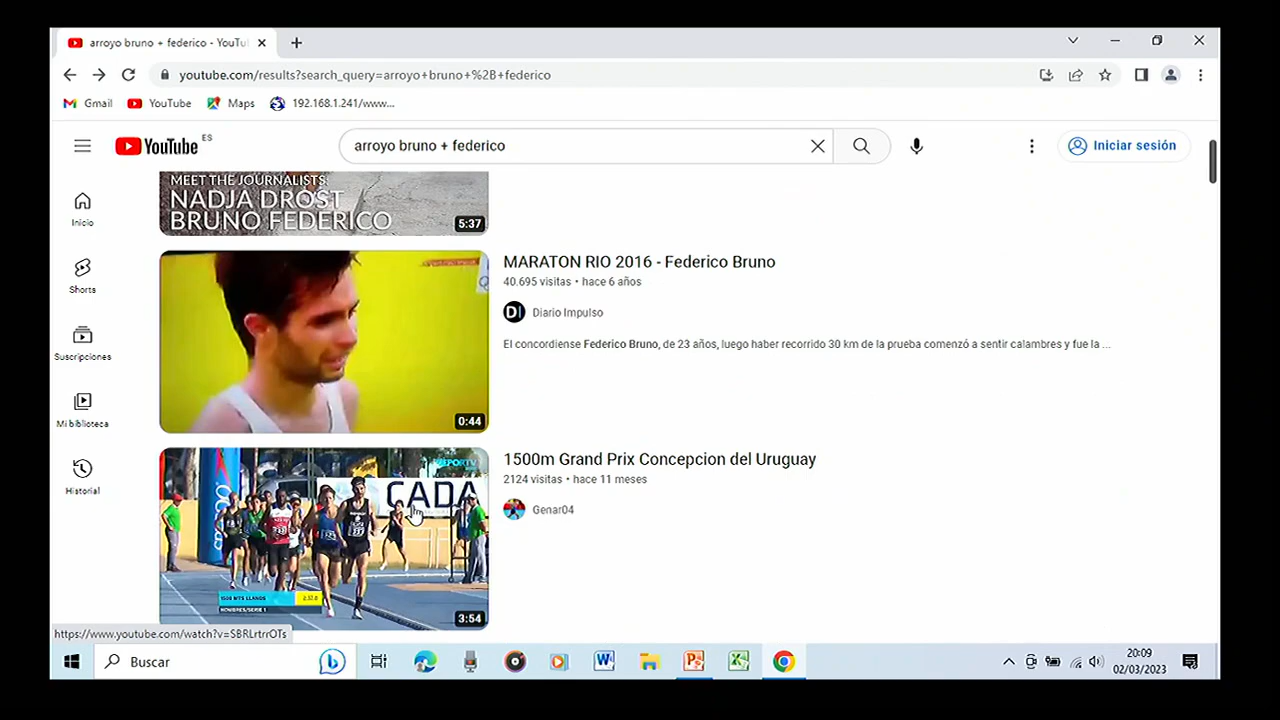 arroyo bruno + federico - YouTu
youtube.com/results?search_query=arroyo+bruno+%2B+federico
Gmail
YouTube
Maps
192.168.1.241/www...
YouTube ES
arroyo bruno + federico
Iniciar sesión
Inicio
Shorts
Suscripciones
Mi biblioteca
Historial
MEET THE JOURNALISTS:
NADJA DROST
BRUNO FEDERICO
5:37
MARATON RIO 2016 - Federico Bruno
40.695 visitas • hace 6 años
DI
Diario Impulso
El concordiense Federico Bruno, de 23 años, luego haber recorrido 30 km de la prueba comenzó a sentir calambres y fue la ...
0:44
1500m Grand Prix Concepcion del Uruguay
2124 visitas • hace 11 meses
Genar04
CADA
HOMBRES/SERIE 1
3:54
https://www.youtube.com/watch?v=SBRLrtrrOTs
Buscar
20:09
02/03/2023